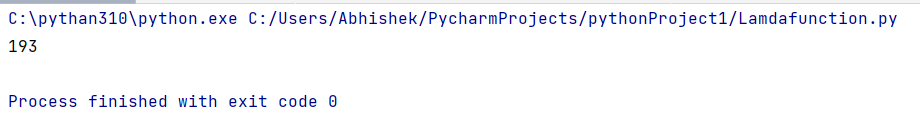 C:\pythan310\python.exe C:/Users/Abhishek/PycharmProjects/pythonProject1/Lamdafunction.py
193
Process finished with exit code 0